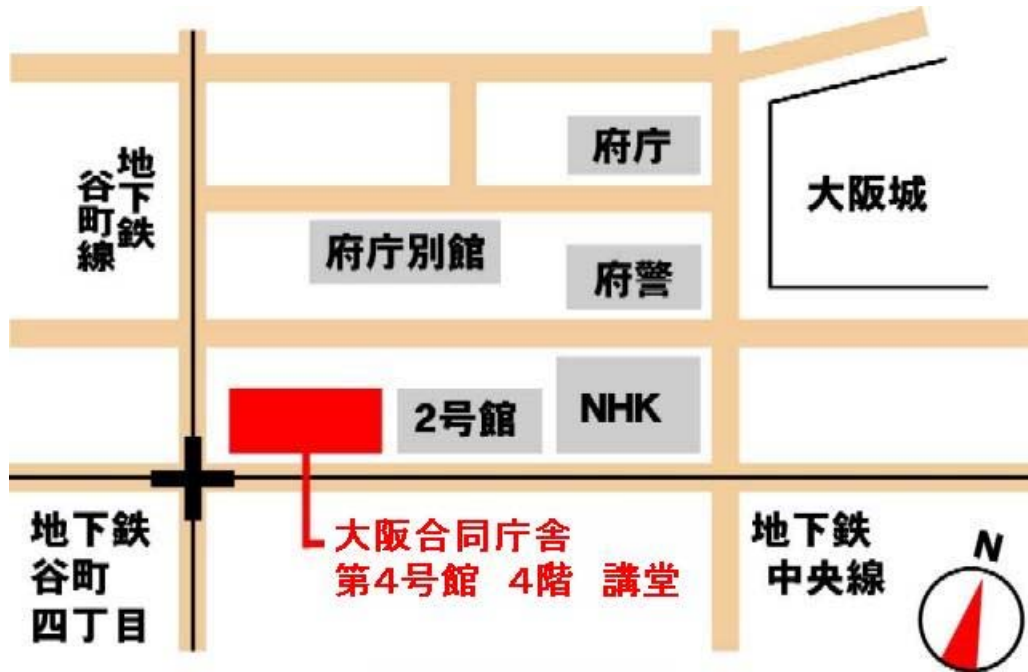 府庁
地下鉄
谷町線
大阪城
府庁別館
府警
2号館
NHK
地下鉄
谷町
四丁目
大阪合同庁舎
第4号館 4階 講堂
地下鉄
中央線
N